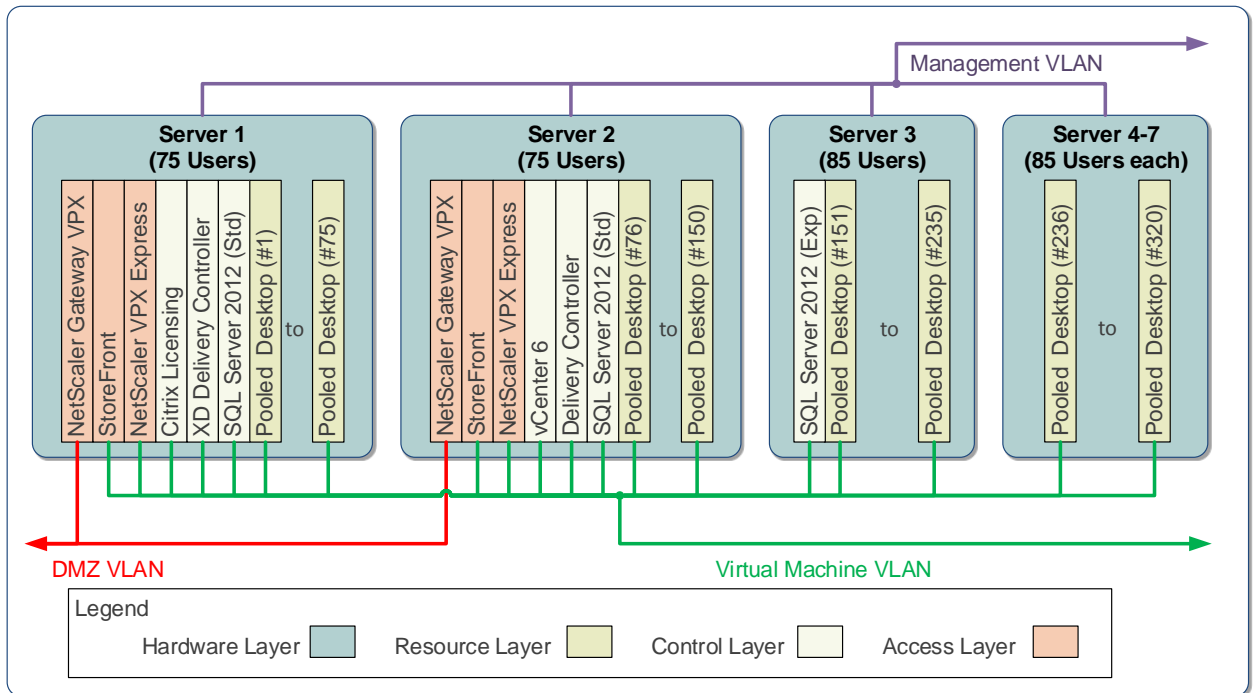 Management VLAN
Server 1
(75 Users)
NetScaler Gateway VPX
StoreFront
NetScaler VPX Express
Citrix Licensing
XD Delivery Controller
SQL Server 2012 (Std)
Pooled Desktop (#1)
to
Pooled Desktop (#75)
Server 2
(75 Users)
NetScaler Gateway VPX
StoreFront
NetScaler VPX Express
vCenter 6
Delivery Controller
SQL Server 2012 (Std)
Pooled Desktop (#76)
to
Pooled Desktop (#150)
Server 3
(85 Users)
SQL Server 2012 (Exp)
Pooled Desktop (#151)
to
Pooled Desktop (#235)
Server 4-7
(85 Users each)
Pooled Desktop (#236)
to
Pooled Desktop (#320)
DMZ VLAN
Virtual Machine VLAN
Legend
Hardware Layer
Resource Layer
Control Layer
Access Layer